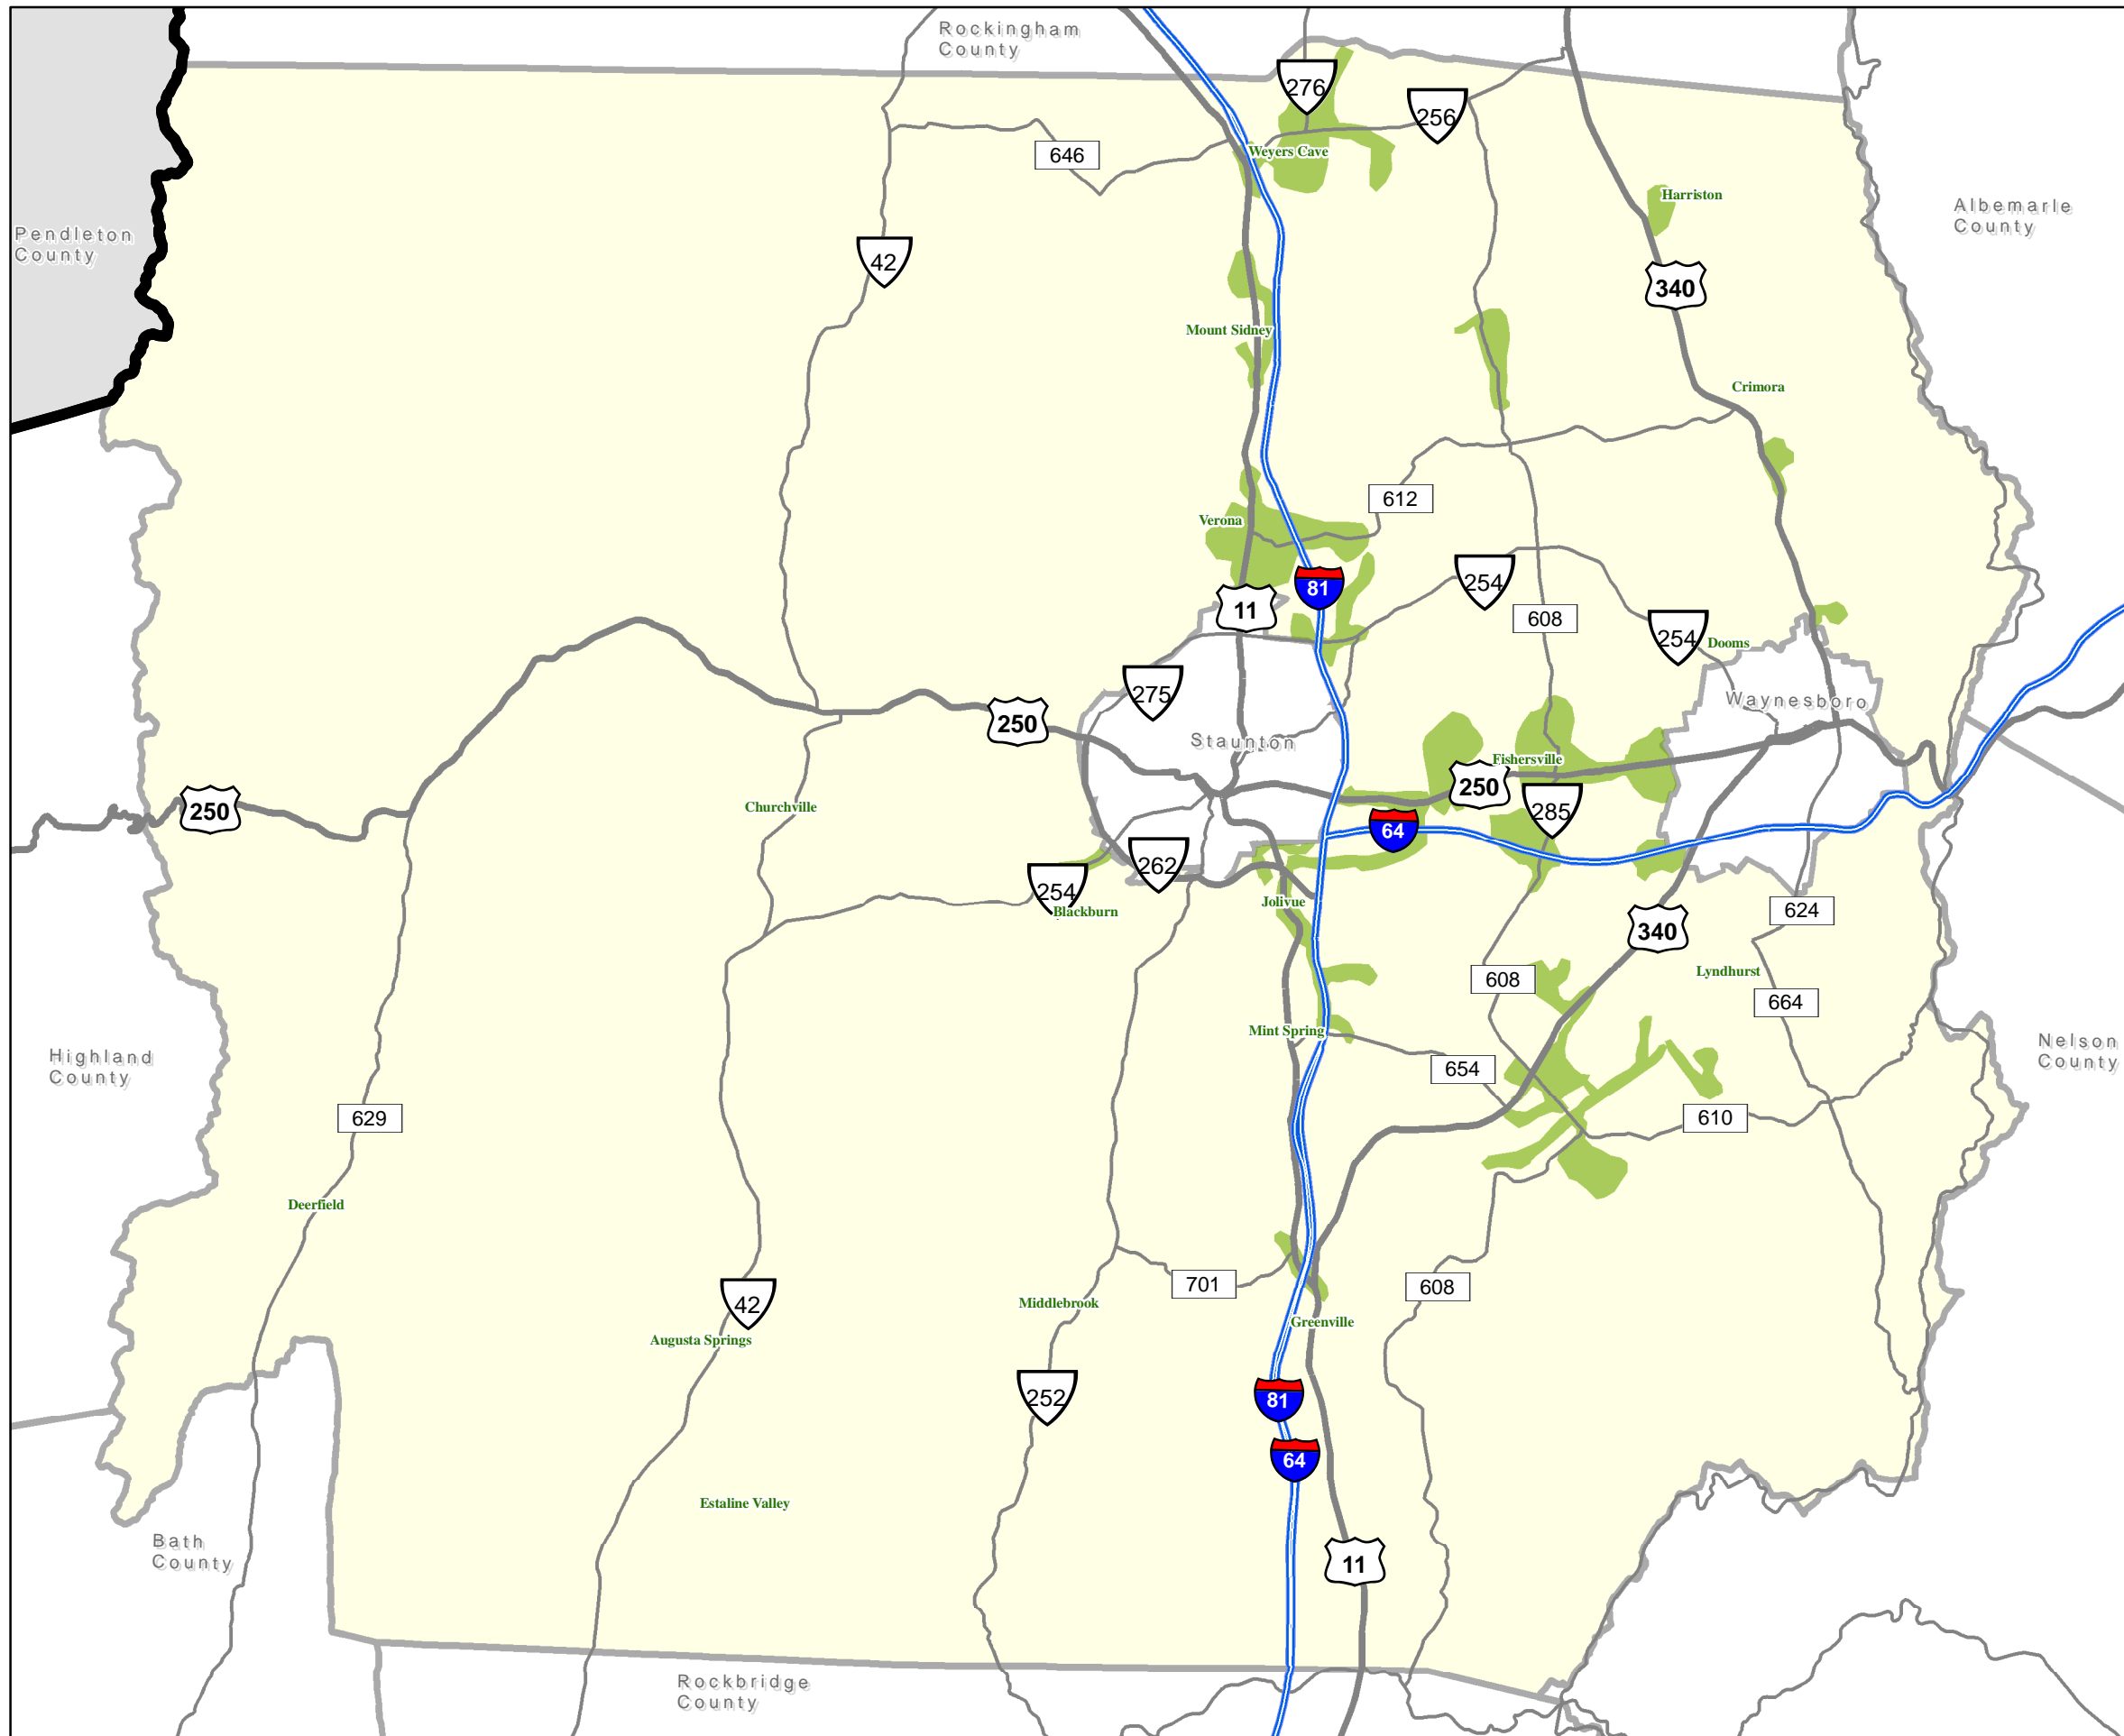 Rockingham
County
276
256
646
Weyers Cave
Harriston
Albemarle
County
Pendleton
County
42
340
Mount Sidney
Crimora
612
Verona
254
81
11
608
254
Dooms
275
Waynesboro
250
Staunton
Fishersville
250
250
285
Churchville
64
262
254
Blackburn
Jolivue
624
340
Lyndhurst
608
664
Mint Spring
Nelson
County
Highland
County
654
629
610
Deerfield
701
608
42
Middlebrook
Greenville
Augusta Springs
252
81
64
Estaline Valley
Bath
County
11
Rockbridge
County